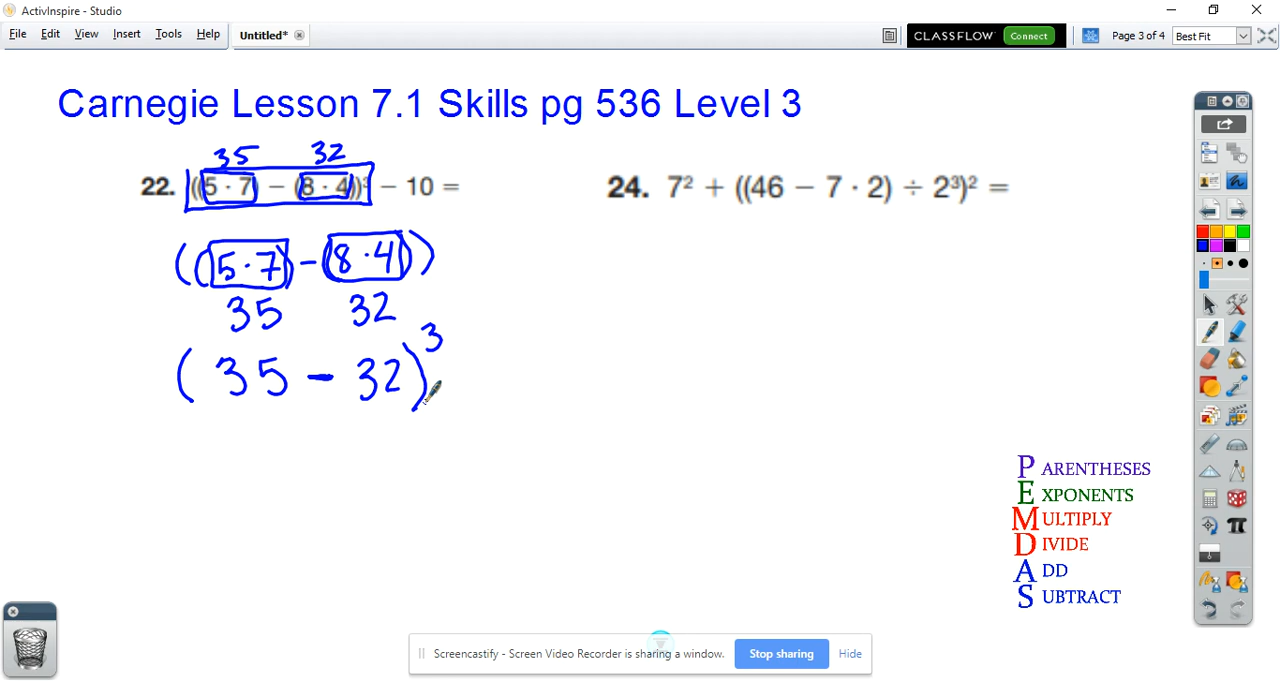 ActivInspire - Studio
File Edit View Insert Tools Help Untitled* CLASSFLOW Connect Page 3 of 4 Best Fit
Carnegie Lesson 7.1 Skills pg 536 Level 3
35 32
22. ((5 · 7) − (8 · 4))³ − 10 =
24. 7² + ((46 − 7 · 2) ÷ 2³)² =
((5 · 7) − (8 · 4))
35 32
(35 − 32)³
PARENTHESES
EXPONENTS
MULTIPLY
DIVIDE
ADD
SUBTRACT
Screencastify - Screen Video Recorder is sharing a window. Stop sharing Hide